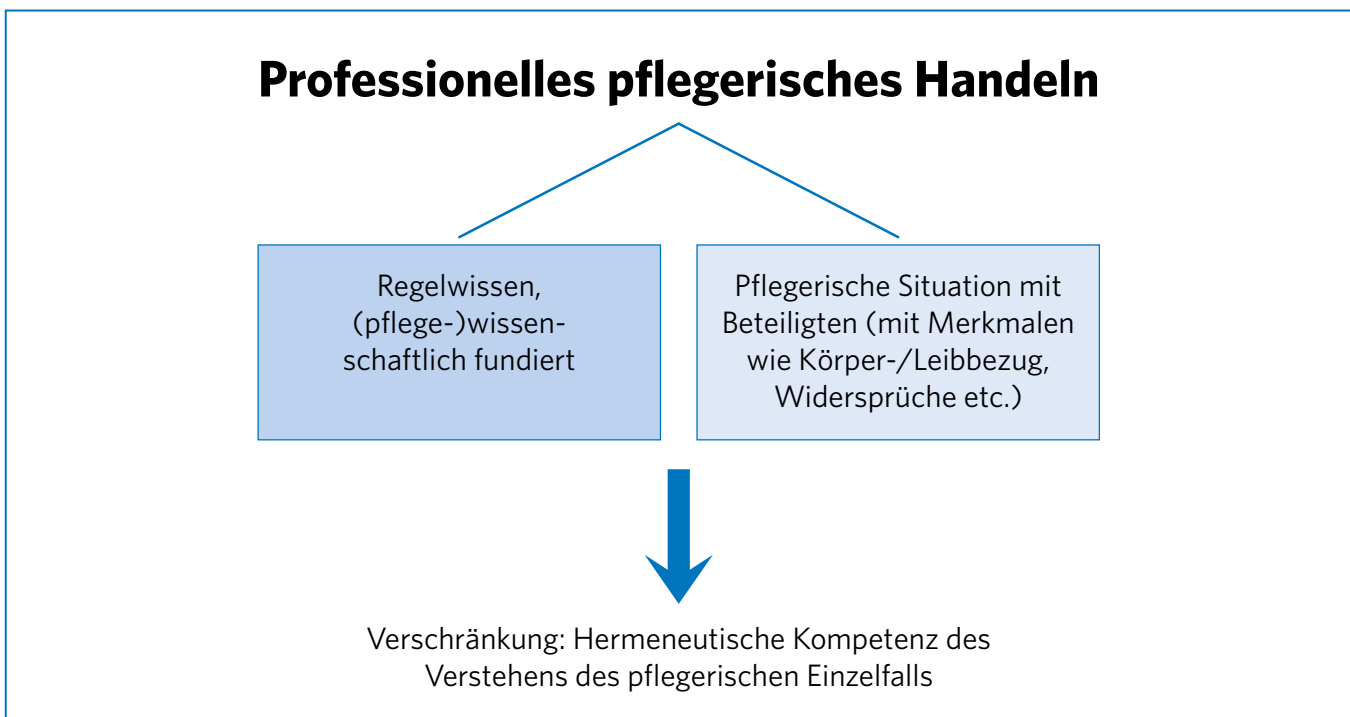 Professionelles pflegerisches Handeln
Regelwissen,
(pflege-)wissen-
schaftlich fundiert
Pflegerische Situation mit
Beteiligten (mit Merkmalen
wie Körper-/Leibbezug,
Widersprüche etc.)
Verschränkung: Hermeneutische Kompetenz des
Verstehens des pflegerischen Einzelfalls